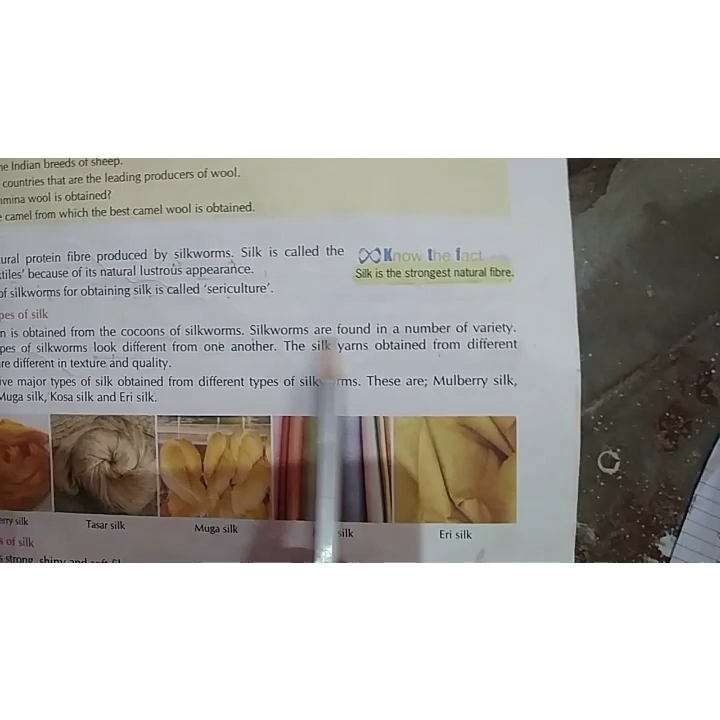 ne Indian breeds of sheep.
countries that are the leading producers of wool.
mina wool is obtained?
camel from which the best camel wool is obtained.
ural protein fibre produced by silkworms. Silk is called the
tiles' because of its natural lustrous appearance.
of silkworms for obtaining silk is called 'sericulture'.
Know the fact
Silk is the strongest natural fibre.
pes of silk
n is obtained from the cocoons of silkworms. Silkworms are found in a number of variety.
pes of silkworms look different from one another. The silk yarns obtained from different
re different in texture and quality.
ive major types of silk obtained from different types of silk rms. These are; Mulberry silk,
Muga silk, Kosa silk and Eri silk.
erry silk
Tasar silk
Muga silk
silk
Eri silk
s of silk
s strong, shiny and soft